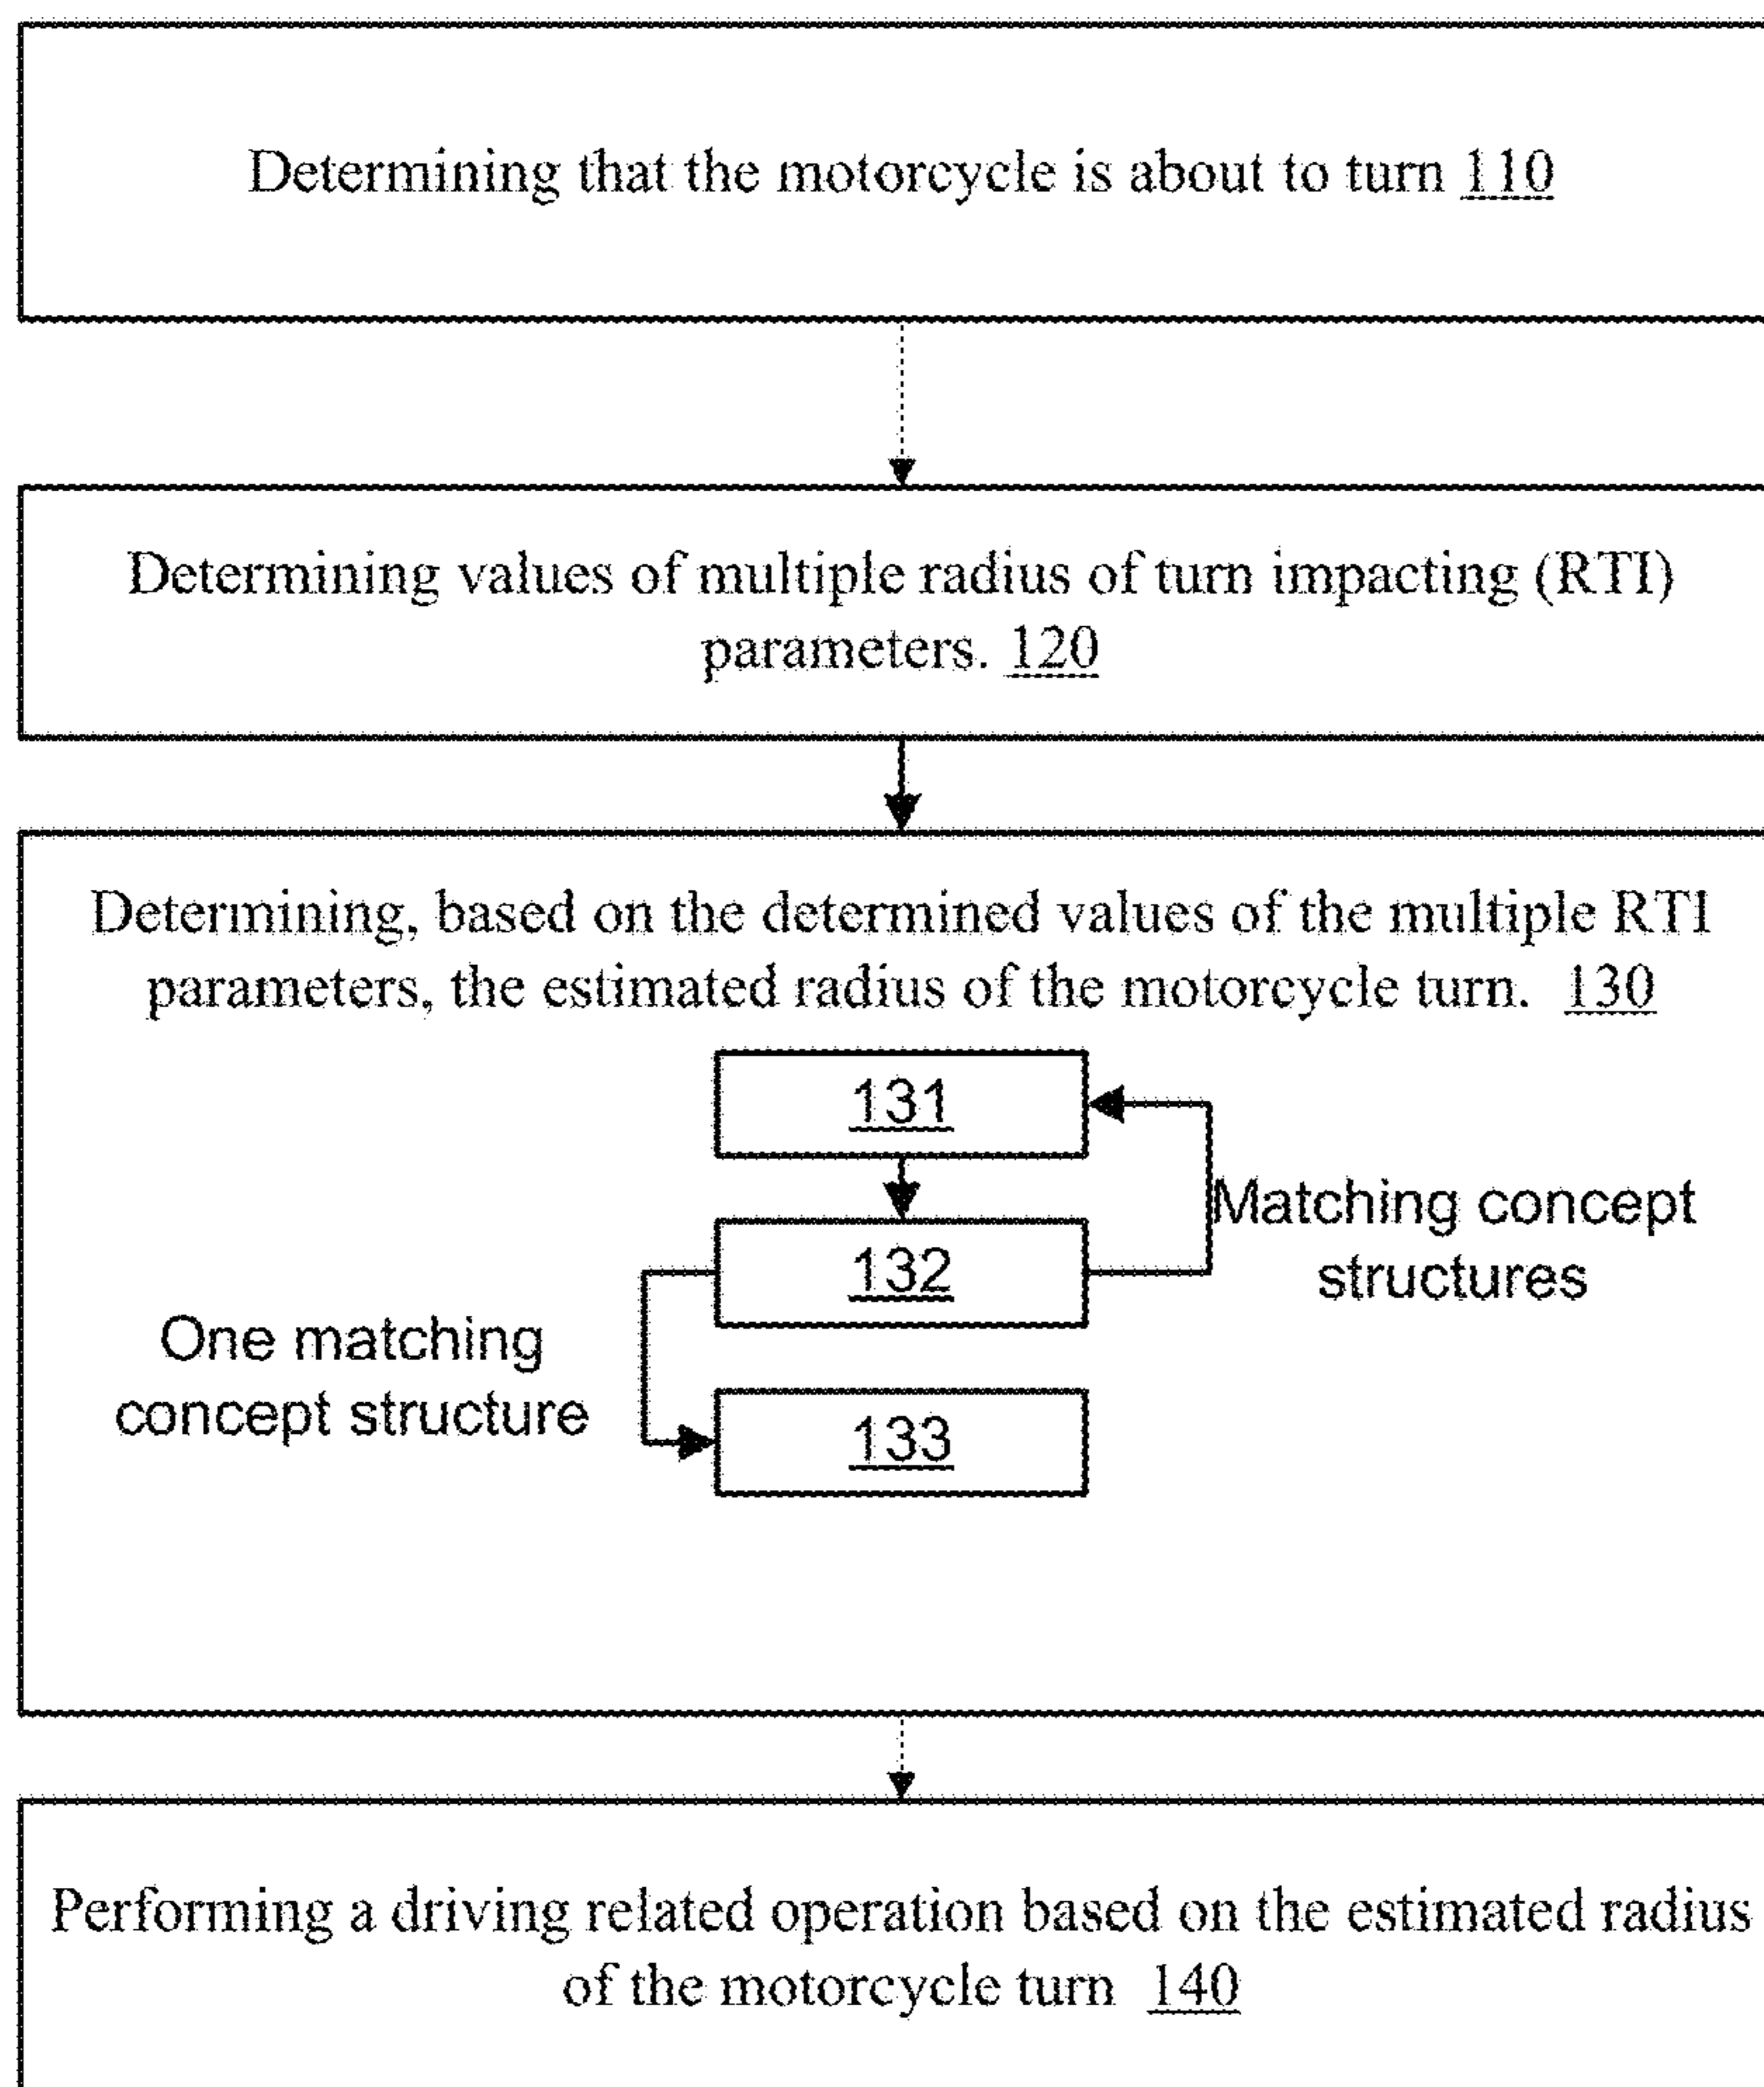 Determining that the motorcycle is about to turn 110
Determining values of multiple radius of turn impacting (RTI)
parameters. 120
Determining, based on the determined values of the multiple RTI
parameters, the estimated radius of the motorcycle turn. 130
131
Matching concept
structures
132
One matching
concept structure
133
Performing a driving related operation based on the estimated radius
of the motorcycle turn 140